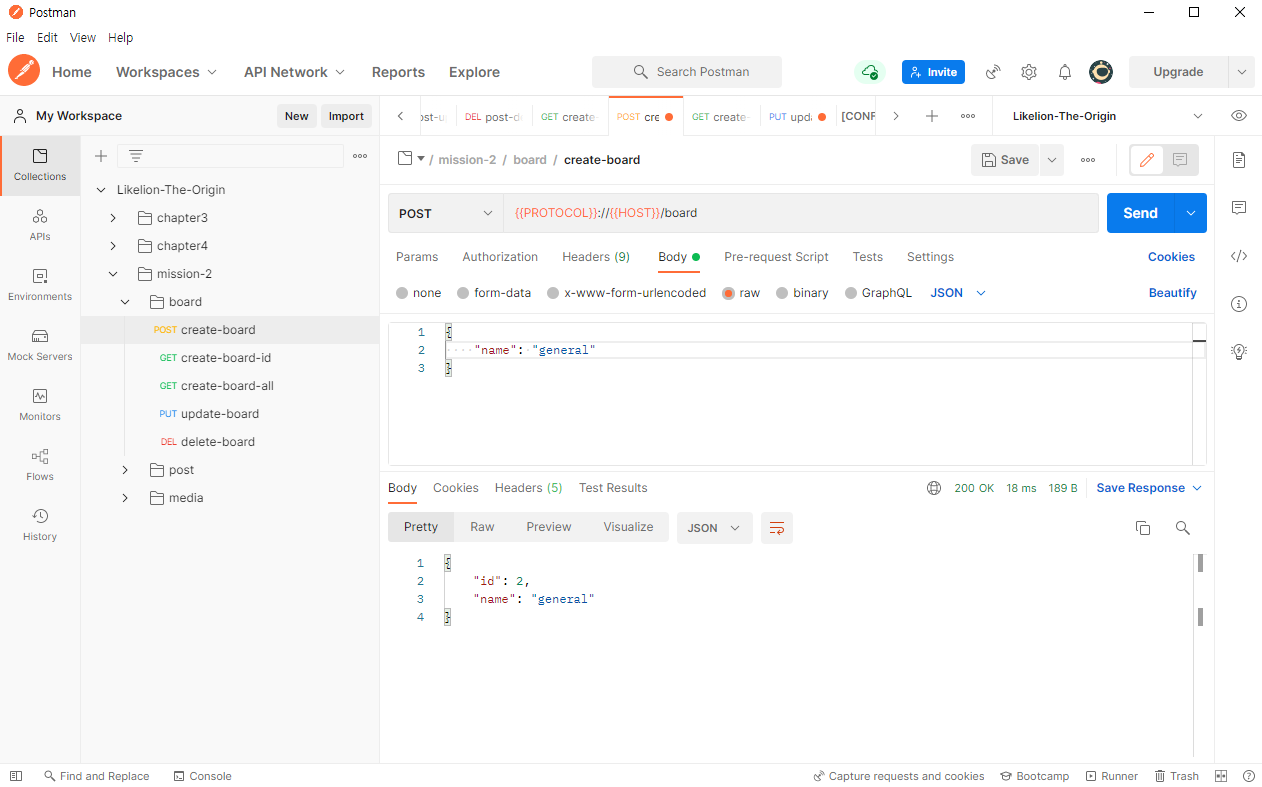 Postman
File Edit View Help
Home Workspaces API Network Reports Explore Search Postman Invite Upgrade
My Workspace New Import
DEL post-d GET create POST cre GET create- PUT upda [CONF Likelion-The-Origin
/ mission-2 / board / create-board Save
Collections
APIs
Environments
Mock Servers
Monitors
Flows
History
Likelion-The-Origin
chapter3
chapter4
mission-2
board
POST create-board
GET create-board-id
GET create-board-all
PUT update-board
DEL delete-board
post
media
POST {{PROTOCOL}}://{{HOST}}/board Send
Params Authorization Headers (9) Body Pre-request Script Tests Settings Cookies
none form-data x-www-form-urlencoded raw binary GraphQL JSON Beautify
1 {
2 "name": "general"
3 }
Body Cookies Headers (5) Test Results 200 OK 18 ms 189 B Save Response
Pretty Raw Preview Visualize JSON
1 {
2 "id": 2,
3 "name": "general"
4 }
Find and Replace Console Capture requests and cookies Bootcamp Runner Trash